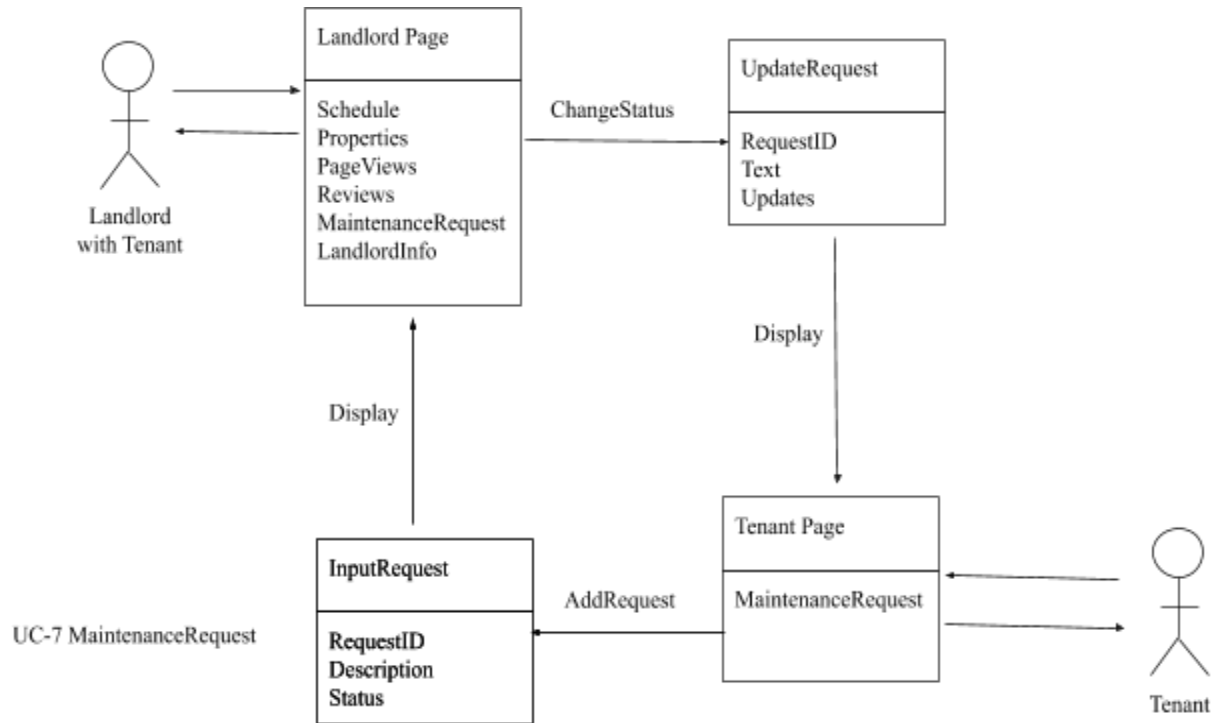 Landlord Page
Schedule
Properties
PageViews
Reviews
MaintenanceRequest
LandlordInfo
Landlord
with Tenant
ChangeStatus
UpdateRequest
RequestID
Text
Updates
Display
Display
Tenant Page
MaintenanceRequest
AddRequest
InputRequest
RequestID
Description
Status
UC-7 MaintenanceRequest
Tenant